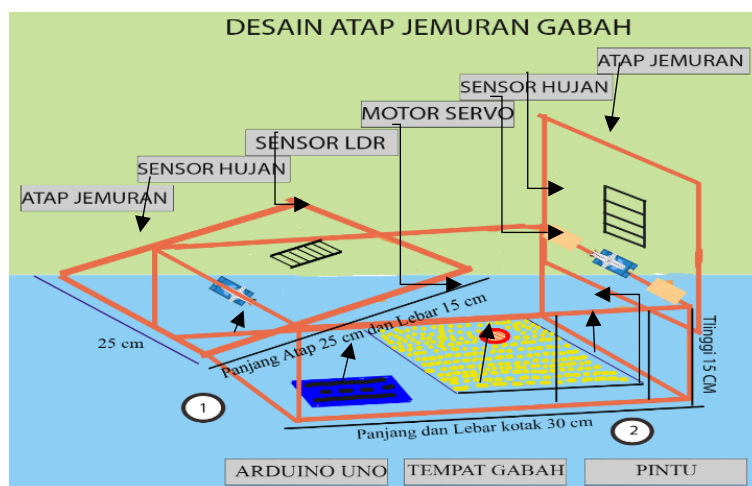 DESAIN ATAP JEMURAN GABAH
ATAP JEMURAN
SENSOR HUJAN
MOTOR SERVO
SENSOR LDR
SENSOR HUJAN
ATAP JEMURAN
25 cm
Panjang Atap 25 cm dan Lebar 15 cm
TIinggi 15 CM
1
Panjang dan Lebar kotak 30 cm
2
ARDUINO UNO
TEMPAT GABAH
PINTU